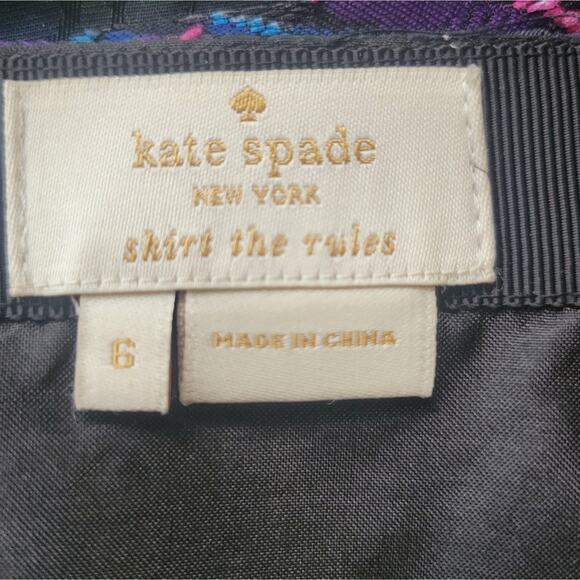 kate spade
NEW YORK
skirt the rules
6
MADE IN CHINA